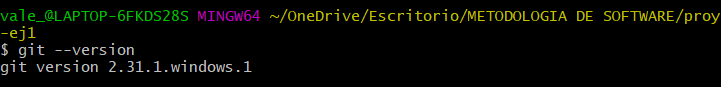 vale_@LAPTOP-6FKDS28S MINGW64 ~/OneDrive/Escritorio/METODOLOGIA DE SOFTWARE/proy
-ej1
$ git --version
git version 2.31.1.windows.1